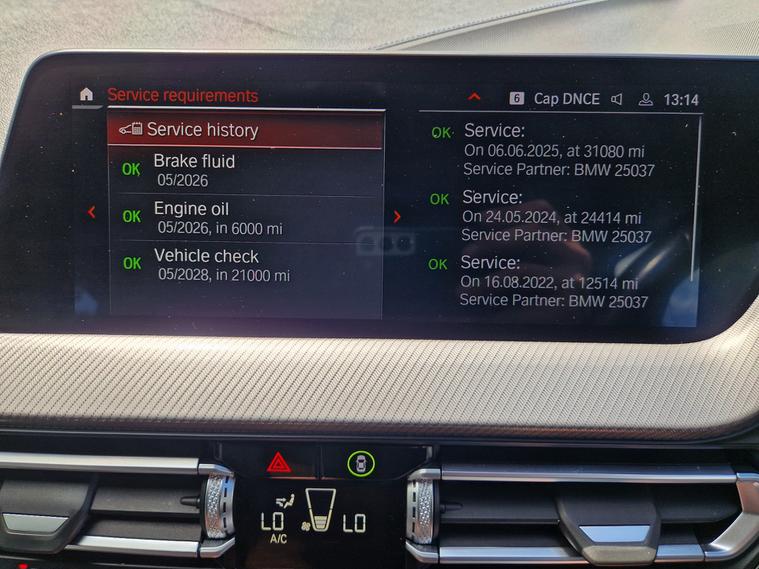 Service requirements
6 Cap DNCE 13:14
Service history
OK Brake fluid
05/2026
OK Engine oil
05/2026, in 6000 mi
OK Vehicle check
05/2028, in 21000 mi
OK Service:
On 06.06.2025, at 31080 mi
Service Partner: BMW 25037
OK Service:
On 24.05.2024, at 24414 mi
Service Partner: BMW 25037
OK Service:
On 16.08.2022, at 12514 mi
Service Partner: BMW 25037
LO LO
A/C